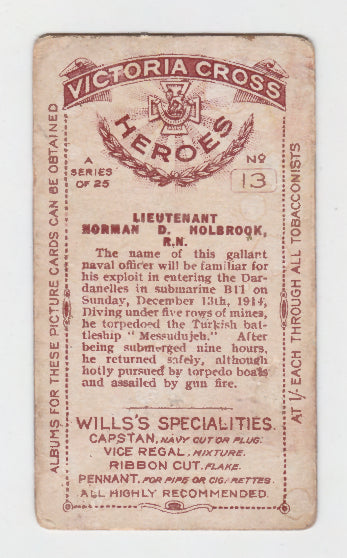 VICTORIA CROSS
HEROES
A
SERIES
OF 25
No
13
LIEUTENANT
NORMAN D. HOLBROOK,
R.N.
The name of this gallant
naval officer will be familiar for
his exploit in entering the Dar-
danelles in submarine B11 on
Sunday, December 13th, 1914,
Diving under five rows of mines,
he torpedoed the Turkish bat-
tleship "Messudujeh." After
being submerged nine hours,
he returned safely, although
hotly pursued by torpedo boats
and assailed by gun fire.
WILLS'S SPECIALITIES.
CAPSTAN, NAVY CUT OR PLUG.
VICE REGAL. MIXTURE.
RIBBON CUT. FLAKE.
PENNANT. FOR PIPE OR CIGARETTES.
ALL HIGHLY RECOMMENDED.
ALBUMS FOR THESE PICTURE CARDS CAN BE OBTAINED
AT 1/- EACH THROUGH ALL TOBACCONISTS